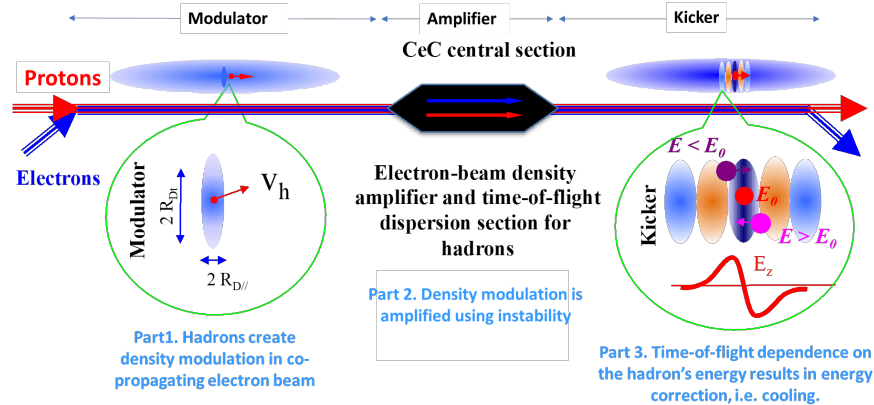 Modulator
Amplifier
Kicker
CeC central section
Protons
Electrons
Modulator
2 R_Dt
v_h
2 R_D//
Electron-beam density
amplifier and time-of-flight
dispersion section for
hadrons
E < E_0
E_0
E > E_0
Kicker
E_z
Part1. Hadrons create
density modulation in co-
propagating electron beam
Part 2. Density modulation is
amplified using instability
Part 3. Time-of-flight dependence on
the hadron's energy results in energy
correction, i.e. cooling.